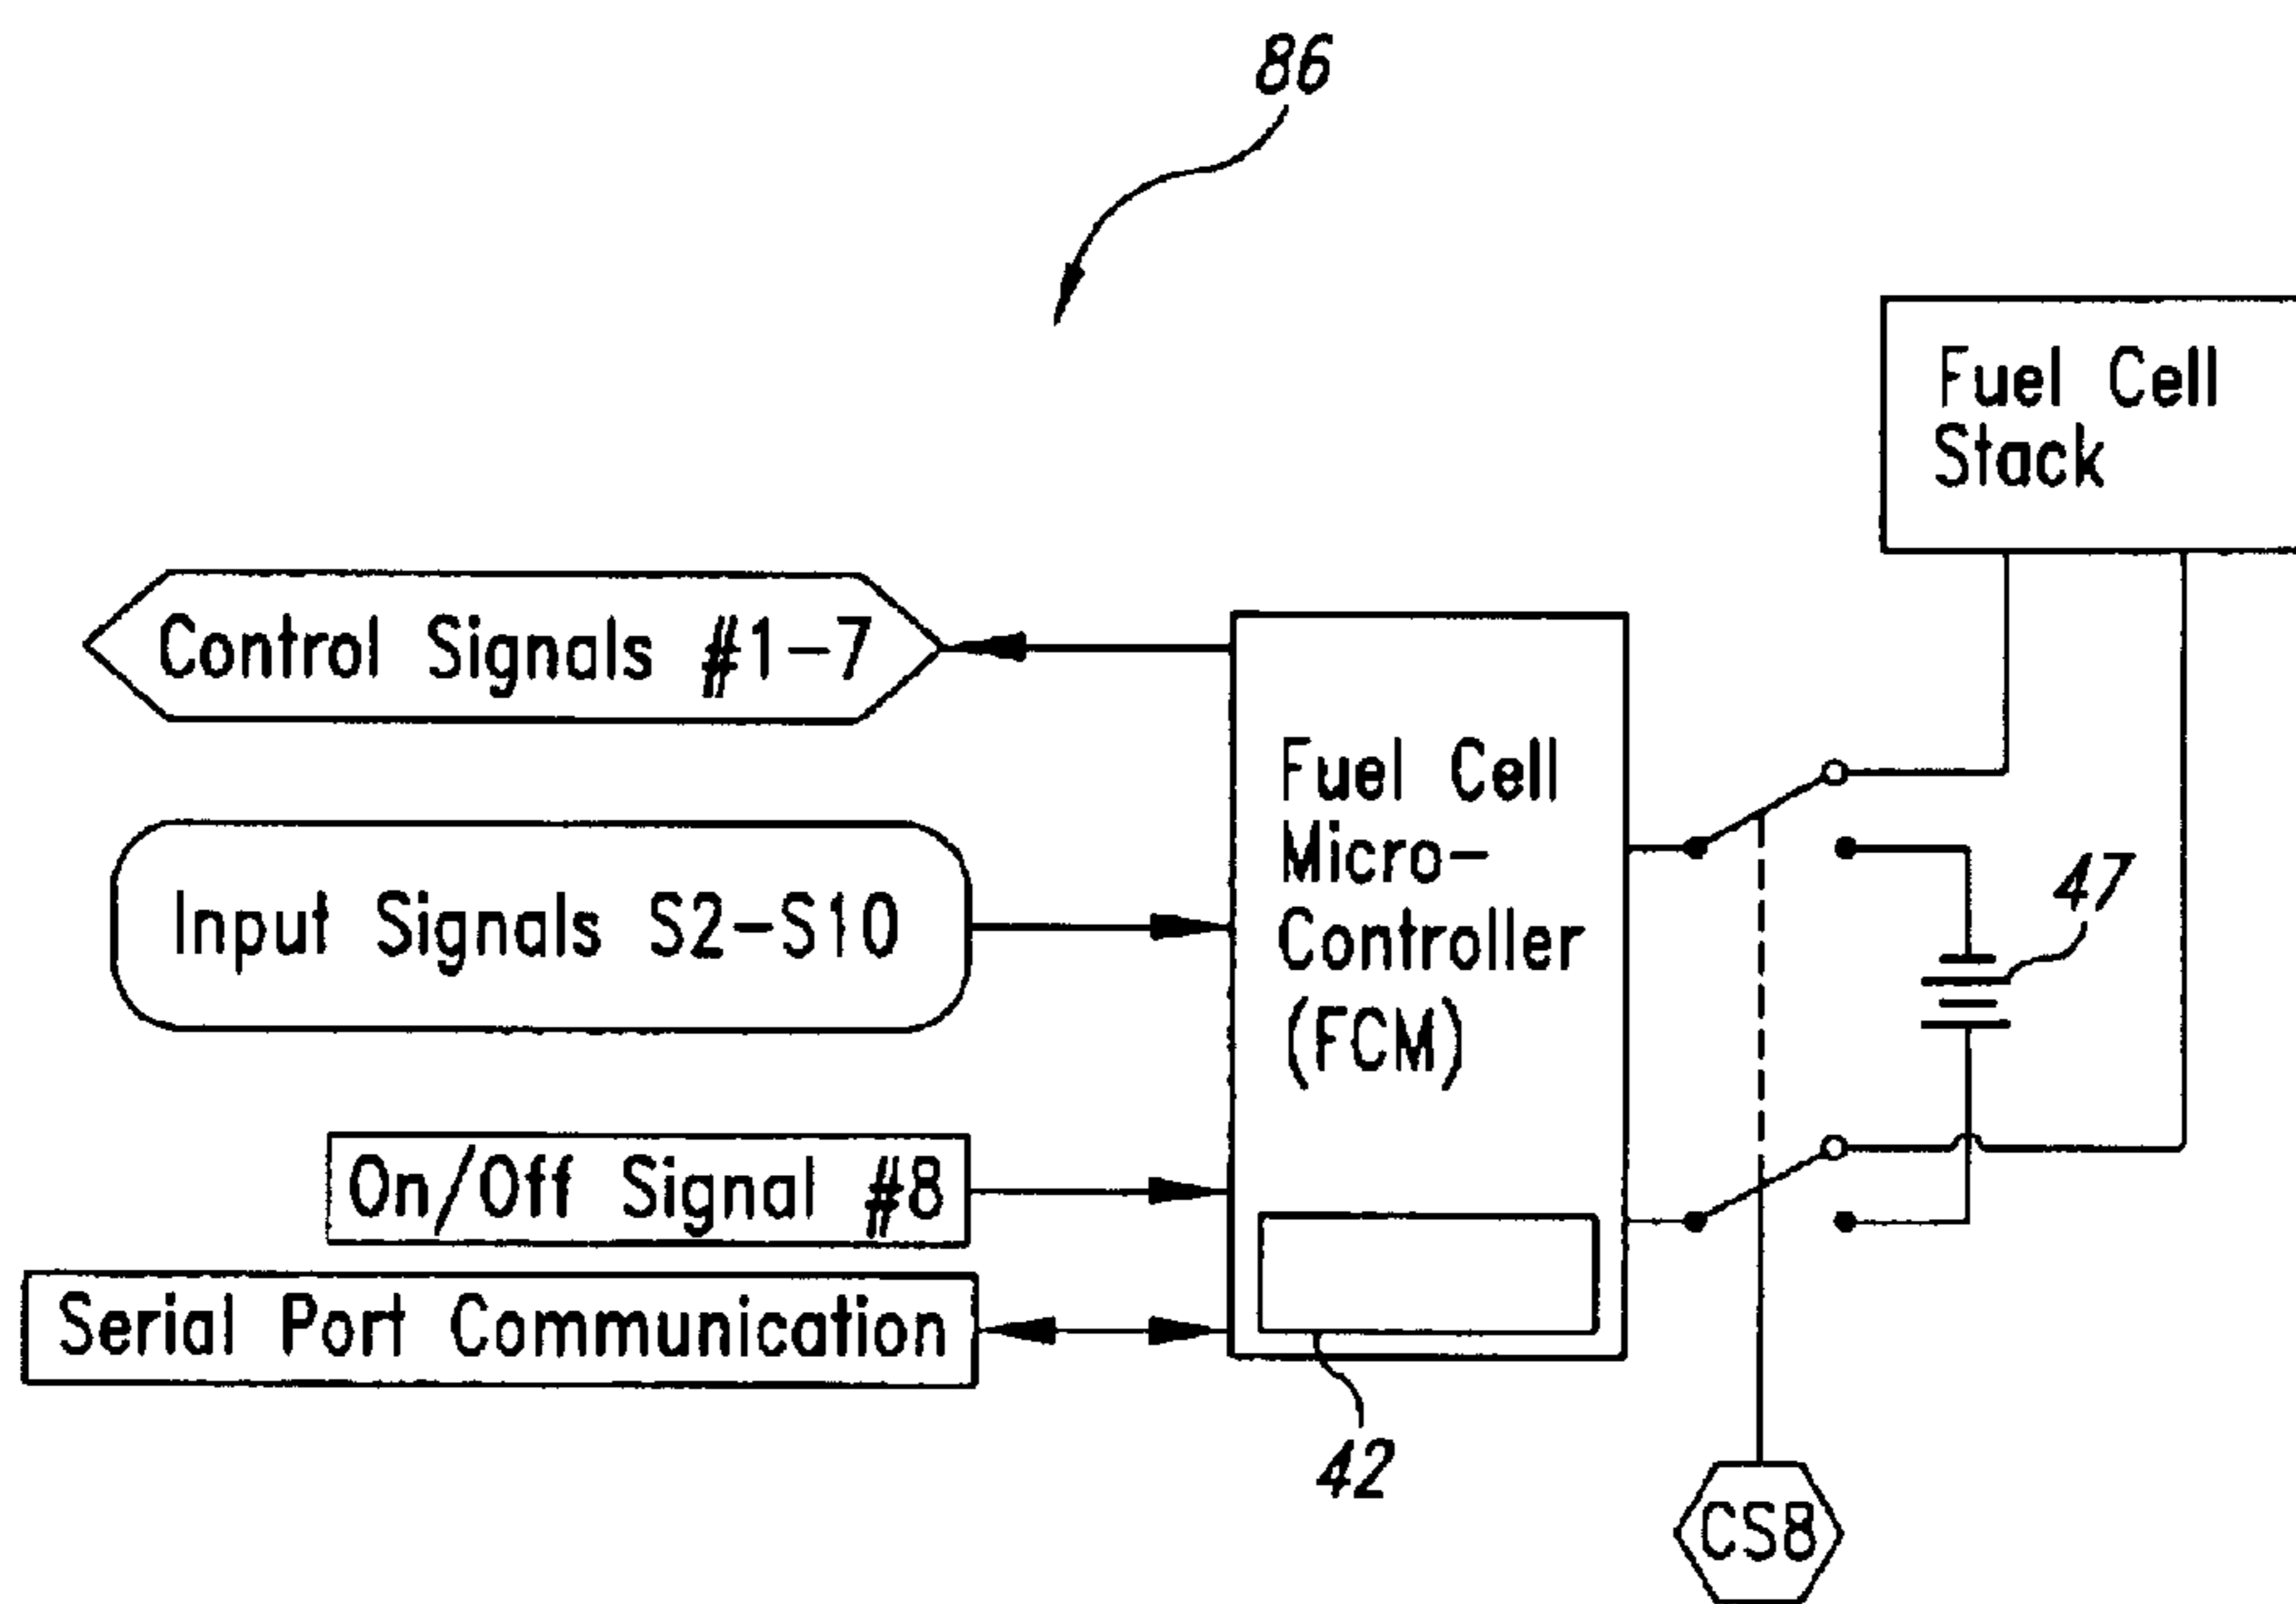 86
Fuel Cell
Stack
Control Signals #1-7
Fuel Cell
Micro-
Controller
(FCM)
Input Signals S2-S10
47
On/Off Signal #8
Serial Port Communication
42
CS8